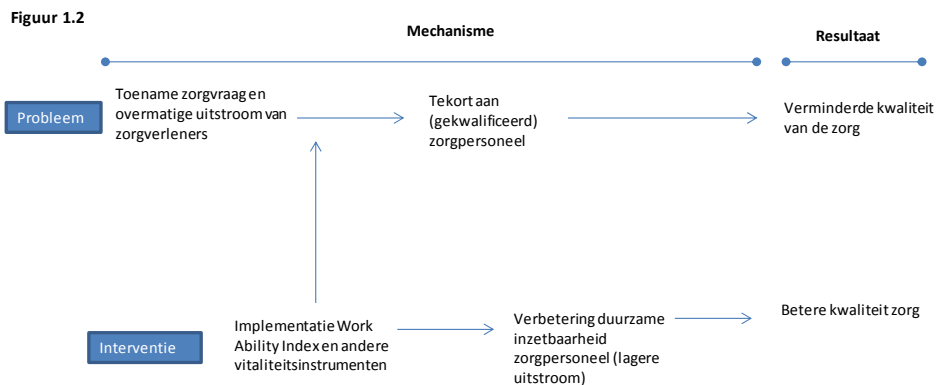 Figuur 1.2
Mechanisme
Resultaat
Probleem
Toename zorgvraag en
overmatige uitstroom van
zorgverleners
Tekort aan
(gekwalificeerd)
zorgpersoneel
Verminderde kwaliteit
van de zorg
Interventie
Implementatie Work
Ability Index en andere
vitaliteitsinstrumenten
Verbetering duurzame
inzetbaarheid
zorgpersoneel (lagere
uitstroom)
Betere kwaliteit zorg